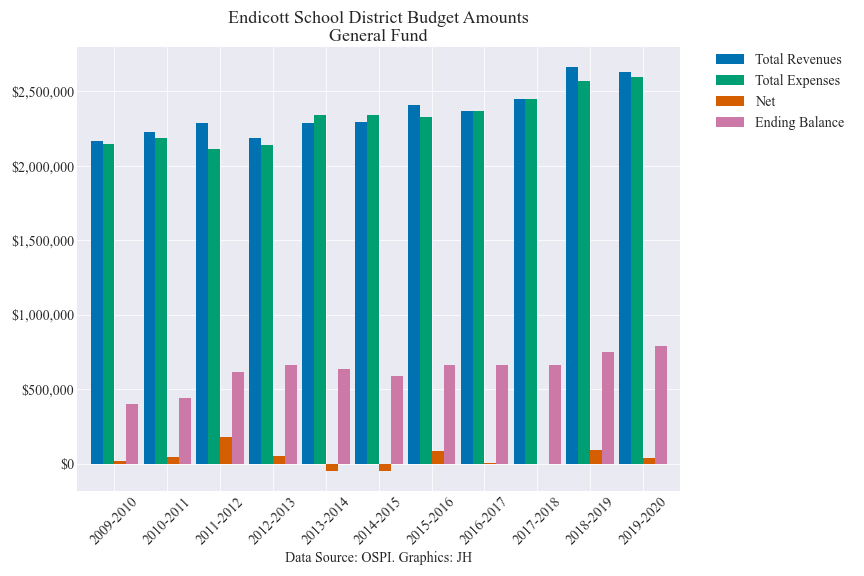 Endicott School District Budget Amounts
General Fund
Total Revenues
Total Expenses
Net
Ending Balance
$2,500,000
$2,000,000
$1,500,000
$1,000,000
$500,000
$0
2009-2010
2010-2011
2011-2012
2012-2013
2013-2014
2014-2015
2015-2016
2016-2017
2017-2018
2018-2019
2019-2020
Data Source: OSPI. Graphics: JH